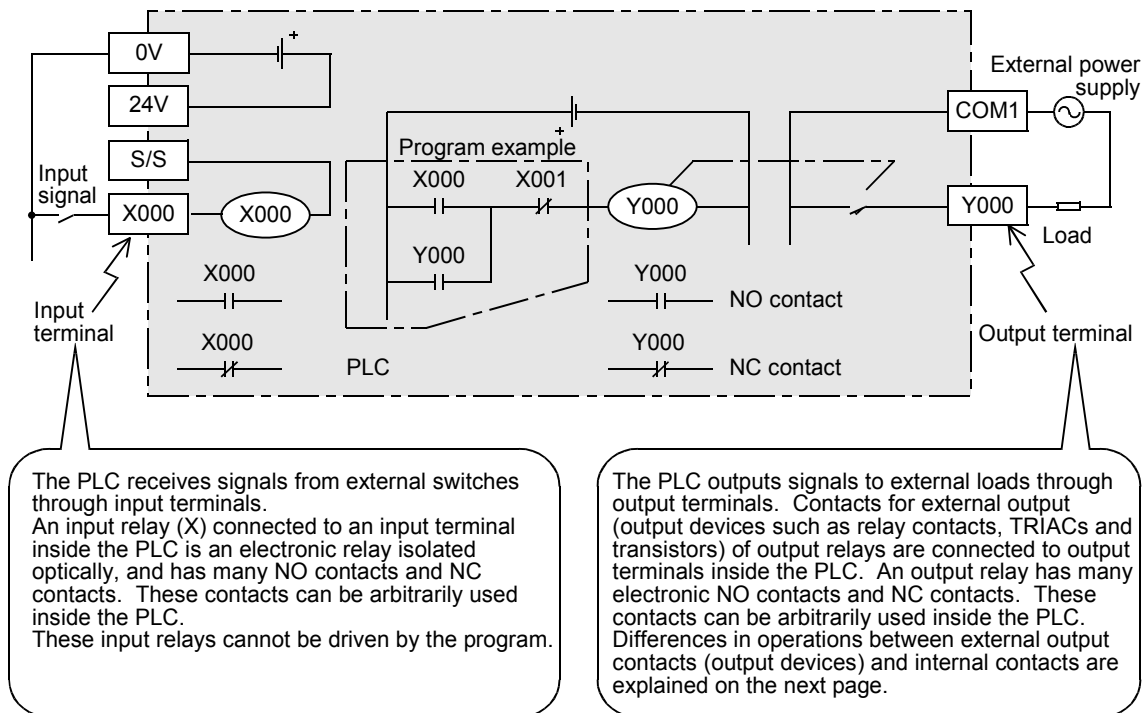 0V
24V
S/S
Input
signal
X000
X000
Input
terminal
+
+
Program example
X000
X001
Y000
Y000
X000
X000
PLC
Y000
NO contact
Y000
NC contact
External power
supply
COM1
Y000
Load
Output terminal
The PLC receives signals from external switches
through input terminals.
An input relay (X) connected to an input terminal
inside the PLC is an electronic relay isolated
optically, and has many NO contacts and NC
contacts. These contacts can be arbitrarily used
inside the PLC.
These input relays cannot be driven by the program.
The PLC outputs signals to external loads through
output terminals. Contacts for external output
(output devices such as relay contacts, TRIACs and
transistors) of output relays are connected to output
terminals inside the PLC. An output relay has many
electronic NO contacts and NC contacts. These
contacts can be arbitrarily used inside the PLC.
Differences in operations between external output
contacts (output devices) and internal contacts are
explained on the next page.